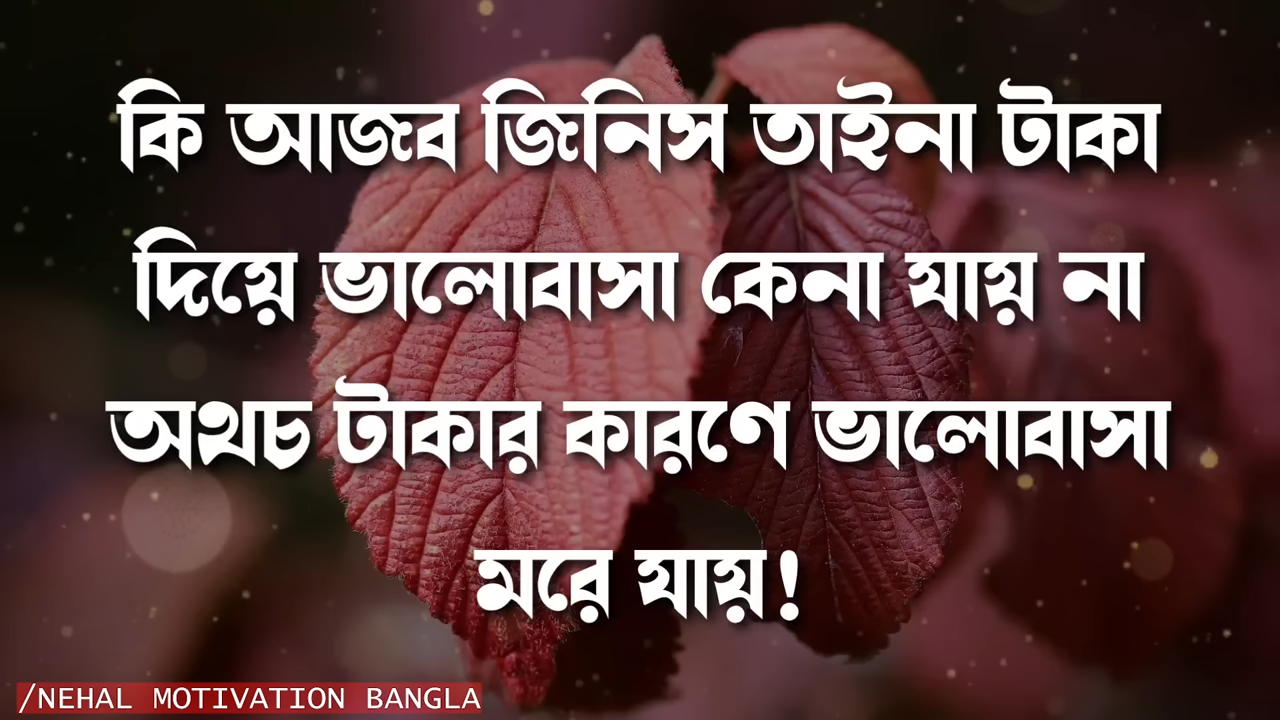 কি আজব জিনিস তাইনা টাকা
দিয়ে ভালোবাসা কেনা যায় না
অথচ টাকার কারণে ভালোবাসা
মরে যায়!
/NEHAL MOTIVATION BANGLA